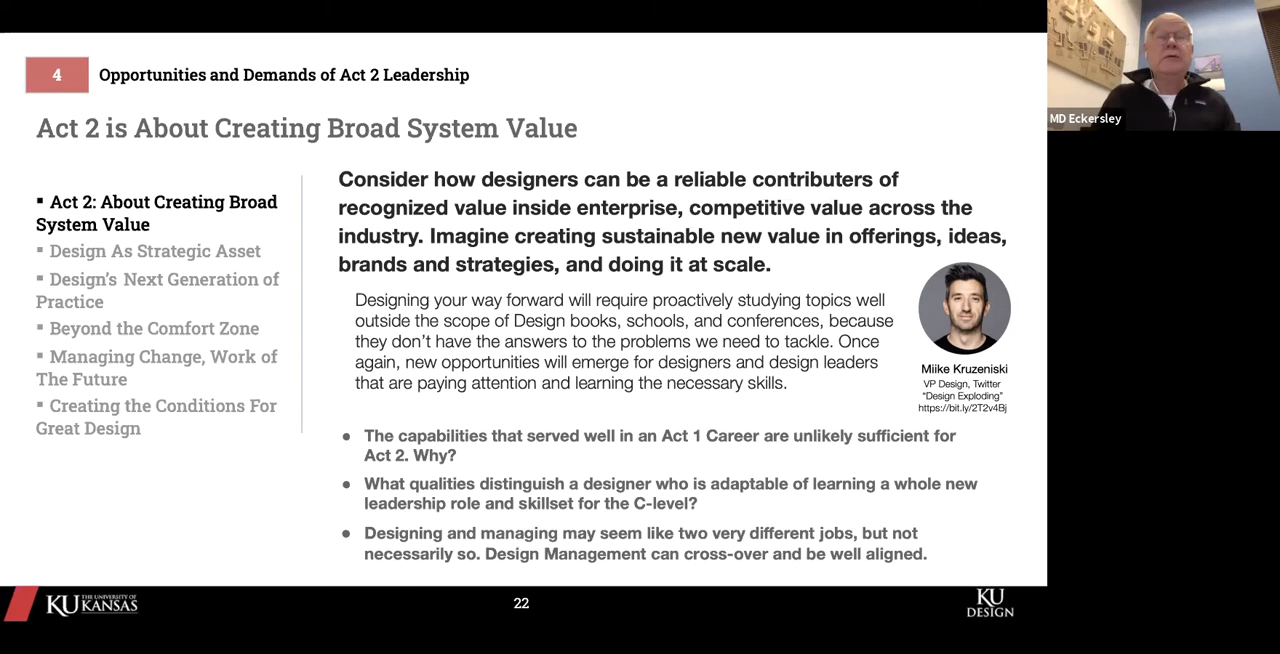 4
Opportunities and Demands of Act 2 Leadership
Act 2 is About Creating Broad System Value
▪ Act 2: About Creating Broad
System Value
▪ Design As Strategic Asset
▪ Design's Next Generation of
Practice
▪ Beyond the Comfort Zone
▪ Managing Change, Work of
The Future
▪ Creating the Conditions For
Great Design
Consider how designers can be a reliable contributers of
recognized value inside enterprise, competitive value across the
industry. Imagine creating sustainable new value in offerings, ideas,
brands and strategies, and doing it at scale.
Designing your way forward will require proactively studying topics well
outside the scope of Design books, schools, and conferences, because
they don't have the answers to the problems we need to tackle. Once
again, new opportunities will emerge for designers and design leaders
that are paying attention and learning the necessary skills.
Miike Kruzeniski
VP Design, Twitter
“Design Exploding”
https://bit.ly/2T2v4Bj
● The capabilities that served well in an Act 1 Career are unlikely sufficient for
Act 2. Why?
● What qualities distinguish a designer who is adaptable of learning a whole new
leadership role and skillset for the C-level?
● Designing and managing may seem like two very different jobs, but not
necessarily so. Design Management can cross-over and be well aligned.
KU THE UNIVERSITY OF
KANSAS
22
KU
DESIGN
MD Eckersley